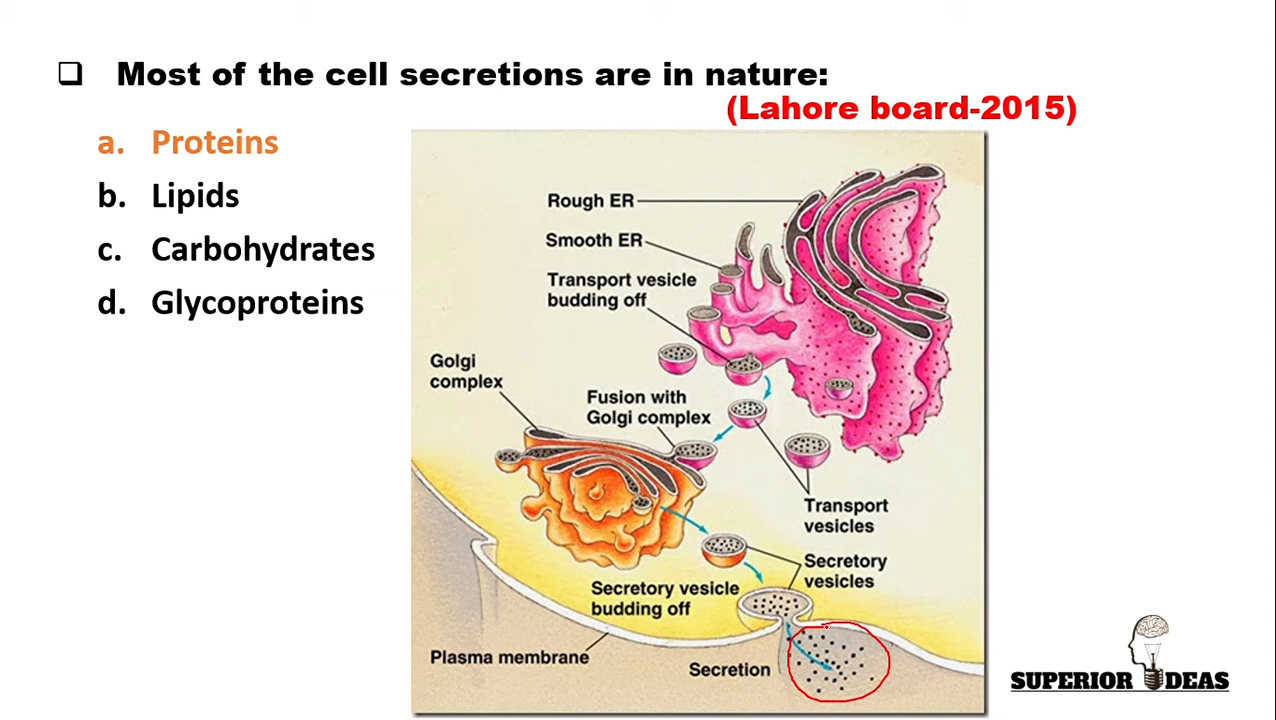 ❑ Most of the cell secretions are in nature:
(Lahore board-2015)
a. Proteins
b. Lipids
c. Carbohydrates
d. Glycoproteins
Rough ER
Smooth ER
Transport vesicle
budding off
Golgi
complex
Fusion with
Golgi complex
Transport
vesicles
Secretory
vesicles
Secretory vesicle
budding off
Plasma membrane
Secretion
SUPERIOR IDEAS